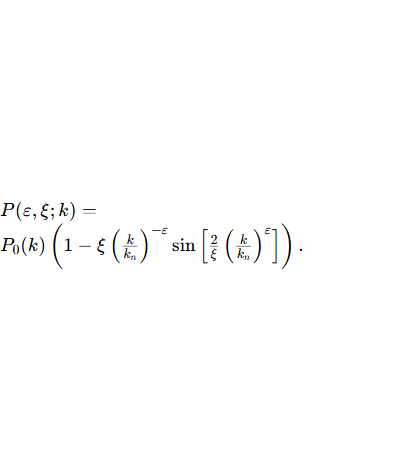 P(ε, ξ; k) =
P₀(k) (1 − ξ (k/kₙ)^{−ε} sin [2/ξ (k/kₙ)^ε]) .